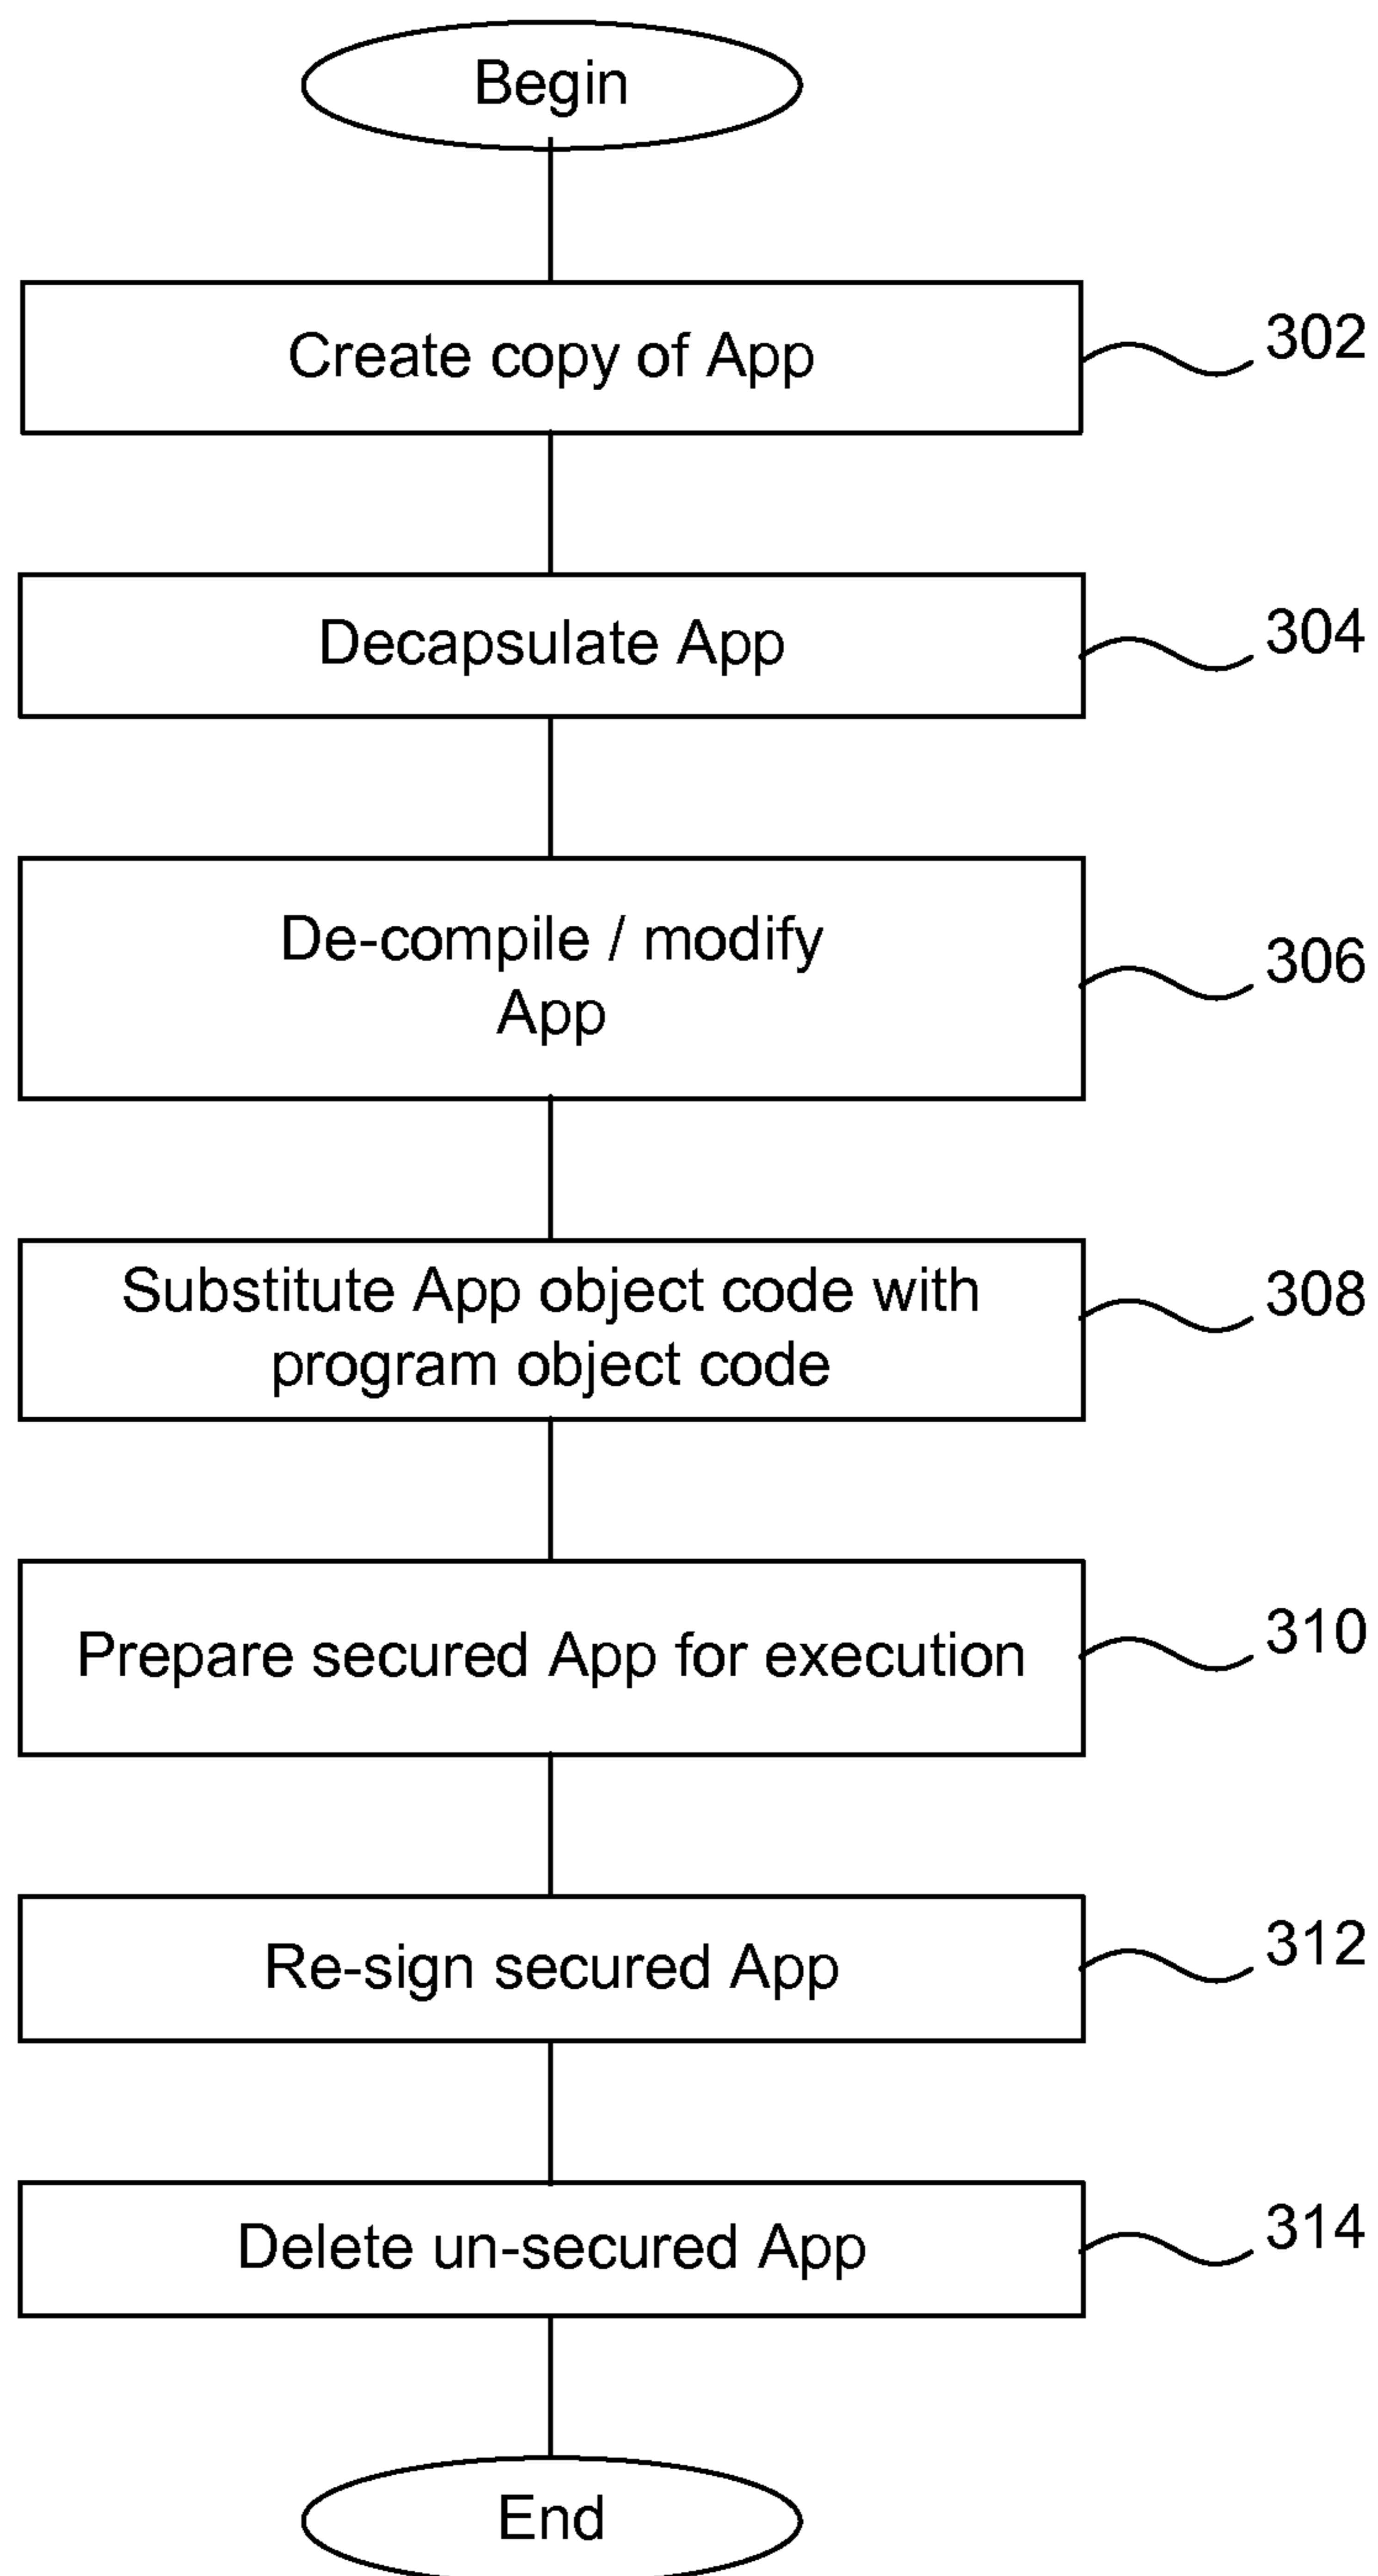 Begin
Create copy of App
302
Decapsulate App
304
De-compile / modify
App
306
Substitute App object code with
program object code
308
Prepare secured App for execution
310
Re-sign secured App
312
Delete un-secured App
314
End